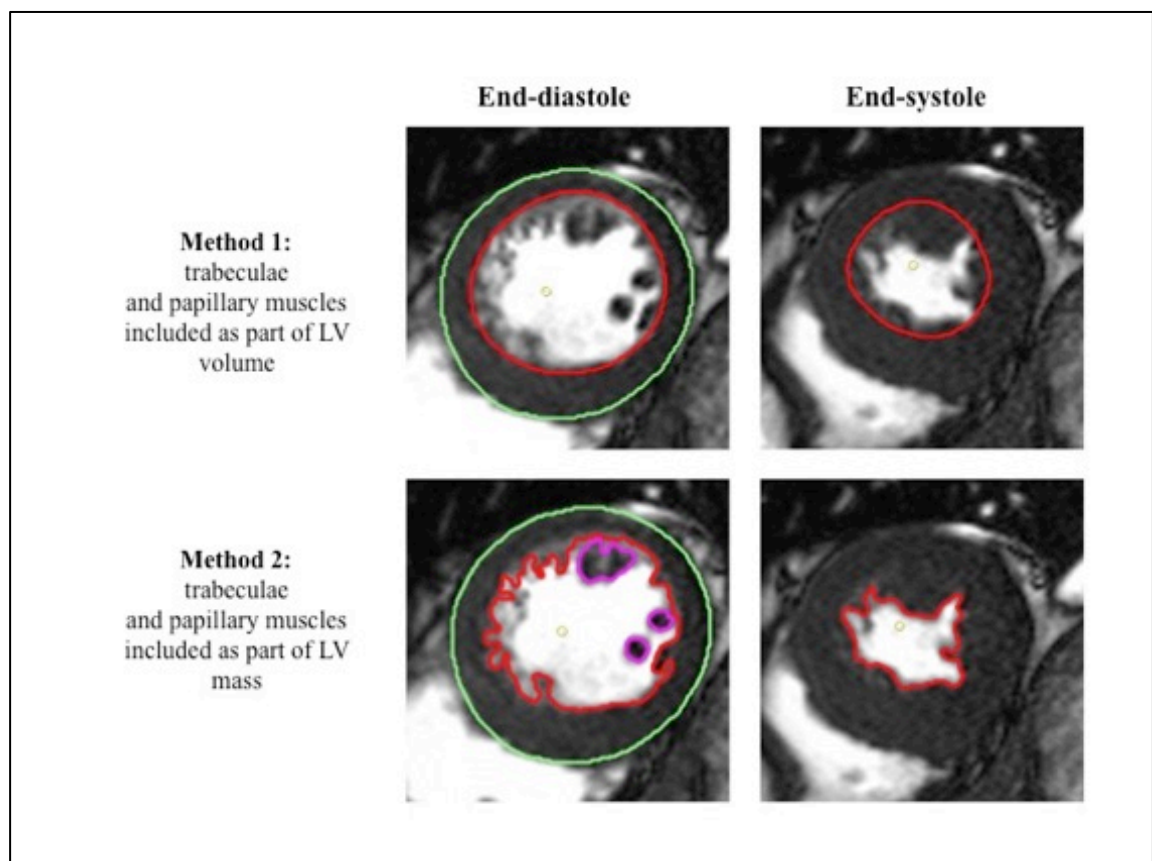 End-diastole
End-systole
Method 1:
trabeculae
and papillary muscles
included as part of LV
volume
Method 2:
trabeculae
and papillary muscles
included as part of LV
mass